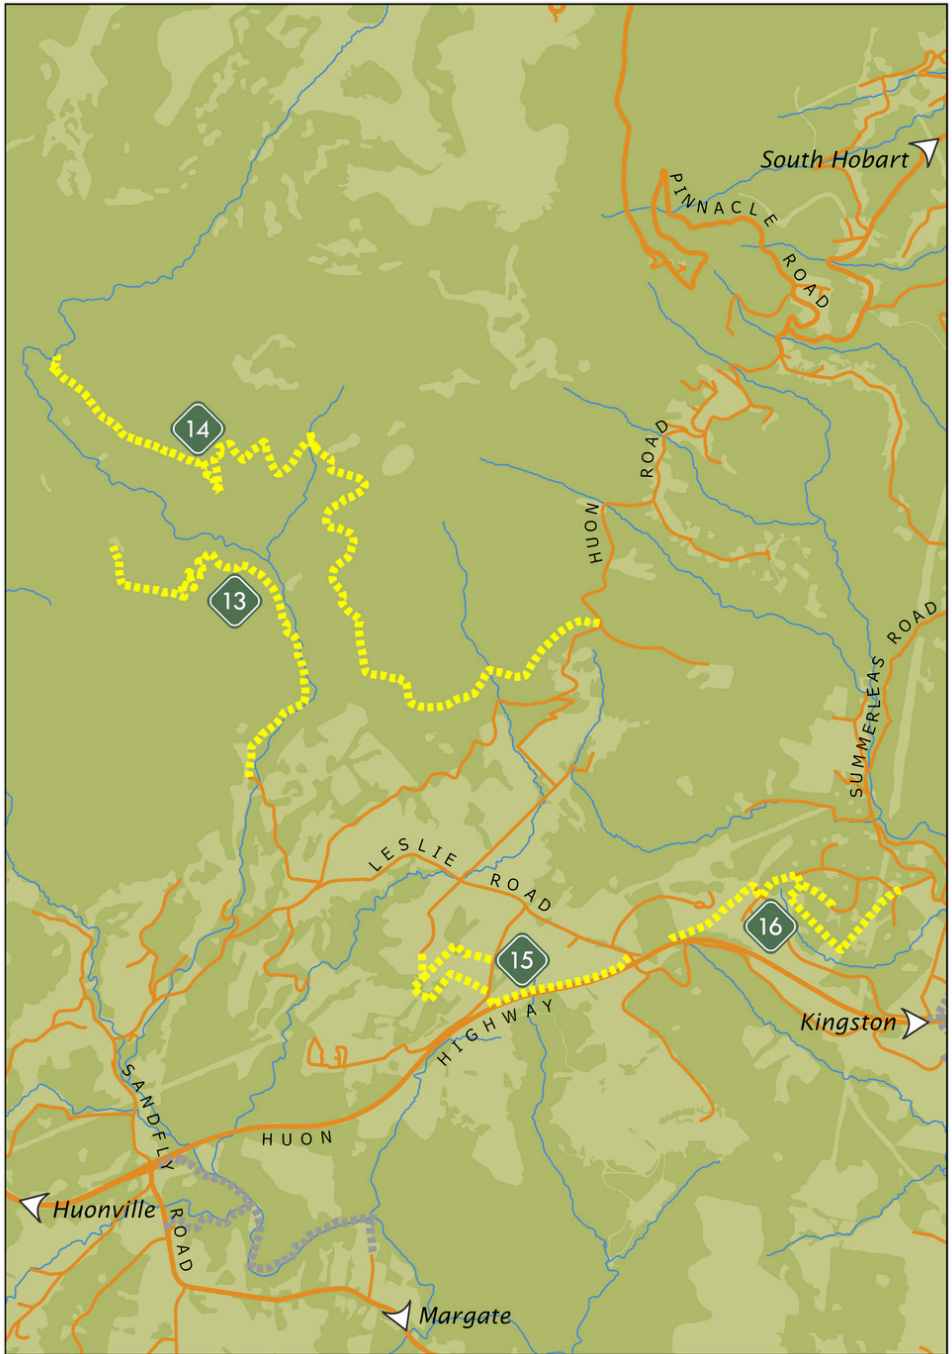 South Hobart
PINNACLE
ROAD
14
HUON ROAD
13
SUMMERLEAS ROAD
LESLIE ROAD
16
15
Kingston
HUON HIGHWAY
SANDFLY ROAD
Huonville
Margate